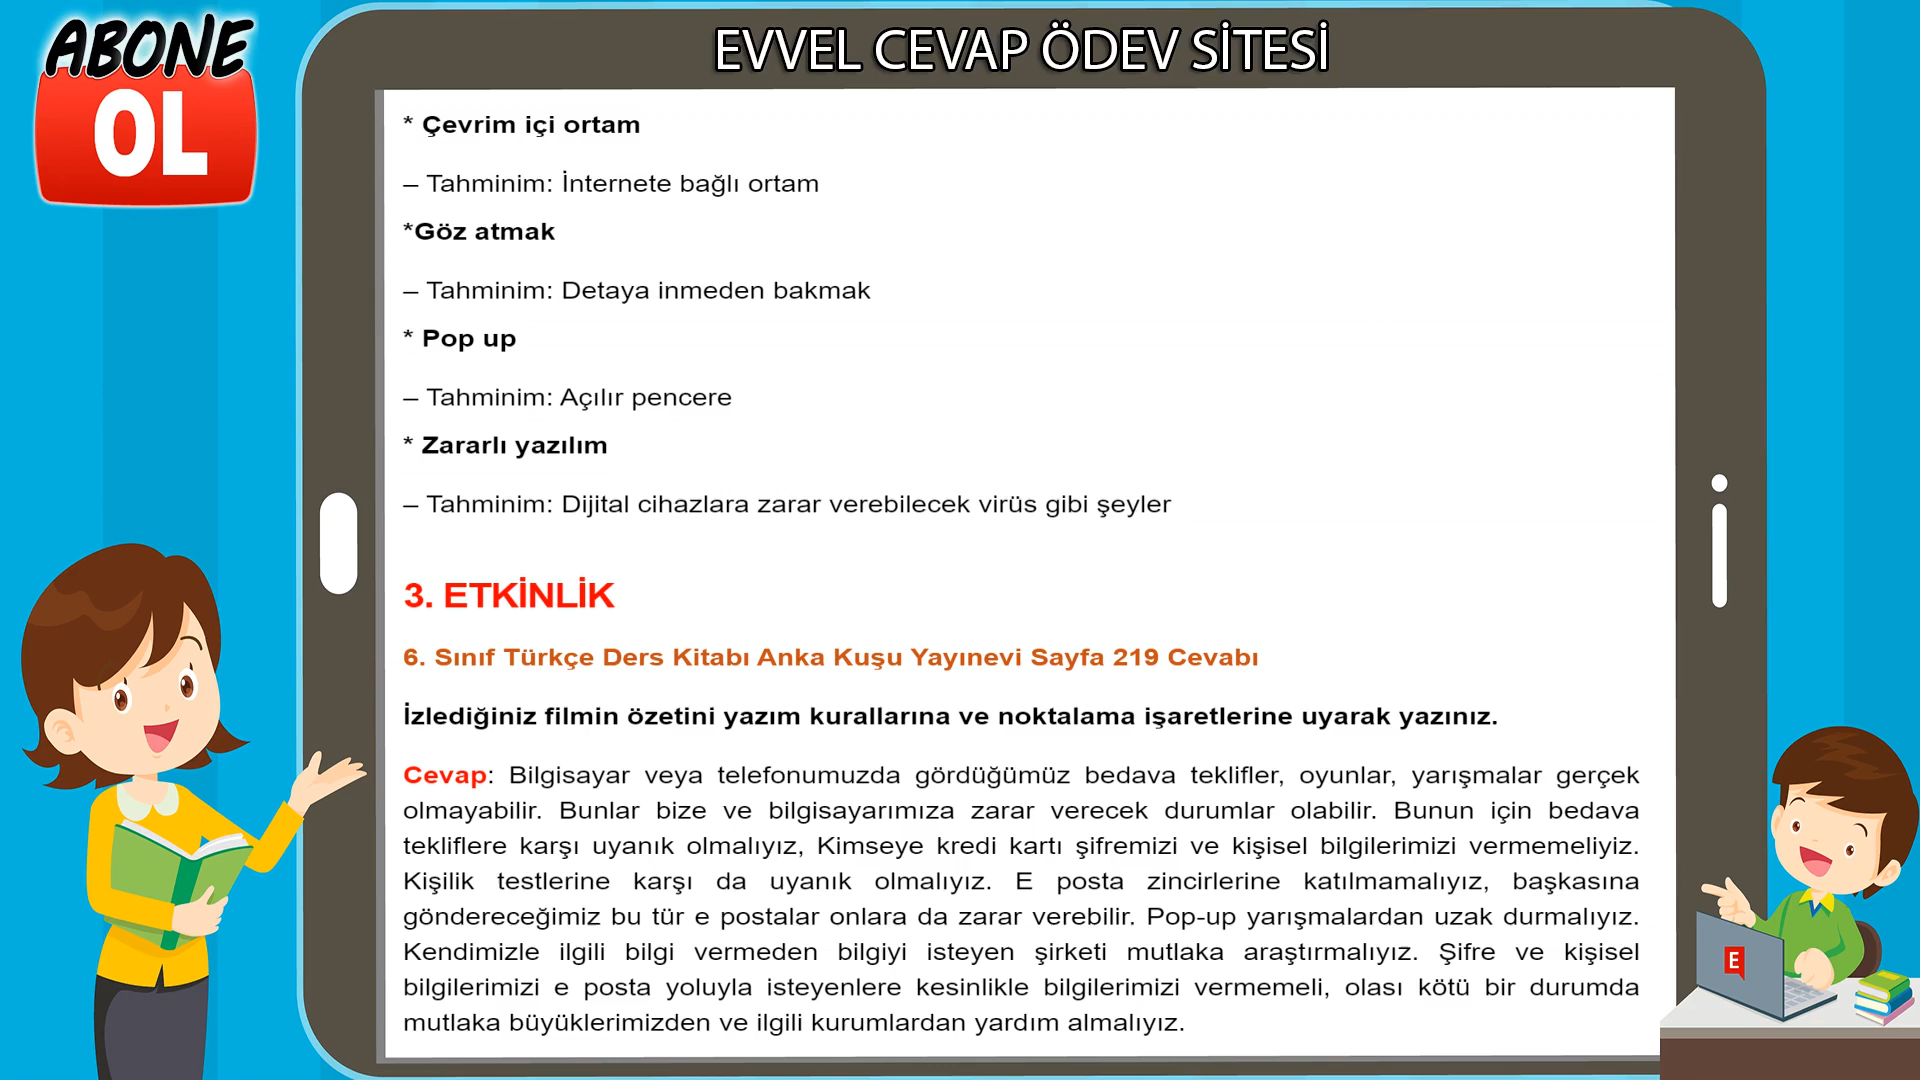 ABONE
OL
EVVEL CEVAP ÖDEV SİTESİ
* Çevrim içi ortam
– Tahminim: İnternete bağlı ortam
*Göz atmak
– Tahminim: Detaya inmeden bakmak
* Pop up
– Tahminim: Açılır pencere
* Zararlı yazılım
– Tahminim: Dijital cihazlara zarar verebilecek virüs gibi şeyler
3. ETKİNLİK
6. Sınıf Türkçe Ders Kitabı Anka Kuşu Yayınevi Sayfa 219 Cevabı
İzlediğiniz filmin özetini yazım kurallarına ve noktalama işaretlerine uyarak yazınız.
Cevap: Bilgisayar veya telefonumuzda gördüğümüz bedava teklifler, oyunlar, yarışmalar gerçek
olmayabilir. Bunlar bize ve bilgisayarımıza zarar verecek durumlar olabilir. Bunun için bedava
tekliflere karşı uyanık olmalıyız, Kimseye kredi kartı şifremizi ve kişisel bilgilerimizi vermemeliyiz.
Kişilik testlerine karşı da uyanık olmalıyız. E posta zincirlerine katılmamalıyız, başkasına
göndereceğimiz bu tür e postalar onlara da zarar verebilir. Pop-up yarışmalardan uzak durmalıyız.
Kendimizle ilgili bilgi vermeden bilgiyi isteyen şirketi mutlaka araştırmalıyız. Şifre ve kişisel
bilgilerimizi e posta yoluyla isteyenlere kesinlikle bilgilerimizi vermemeli, olası kötü bir durumda
mutlaka büyüklerimizden ve ilgili kurumlardan yardım almalıyız.
E